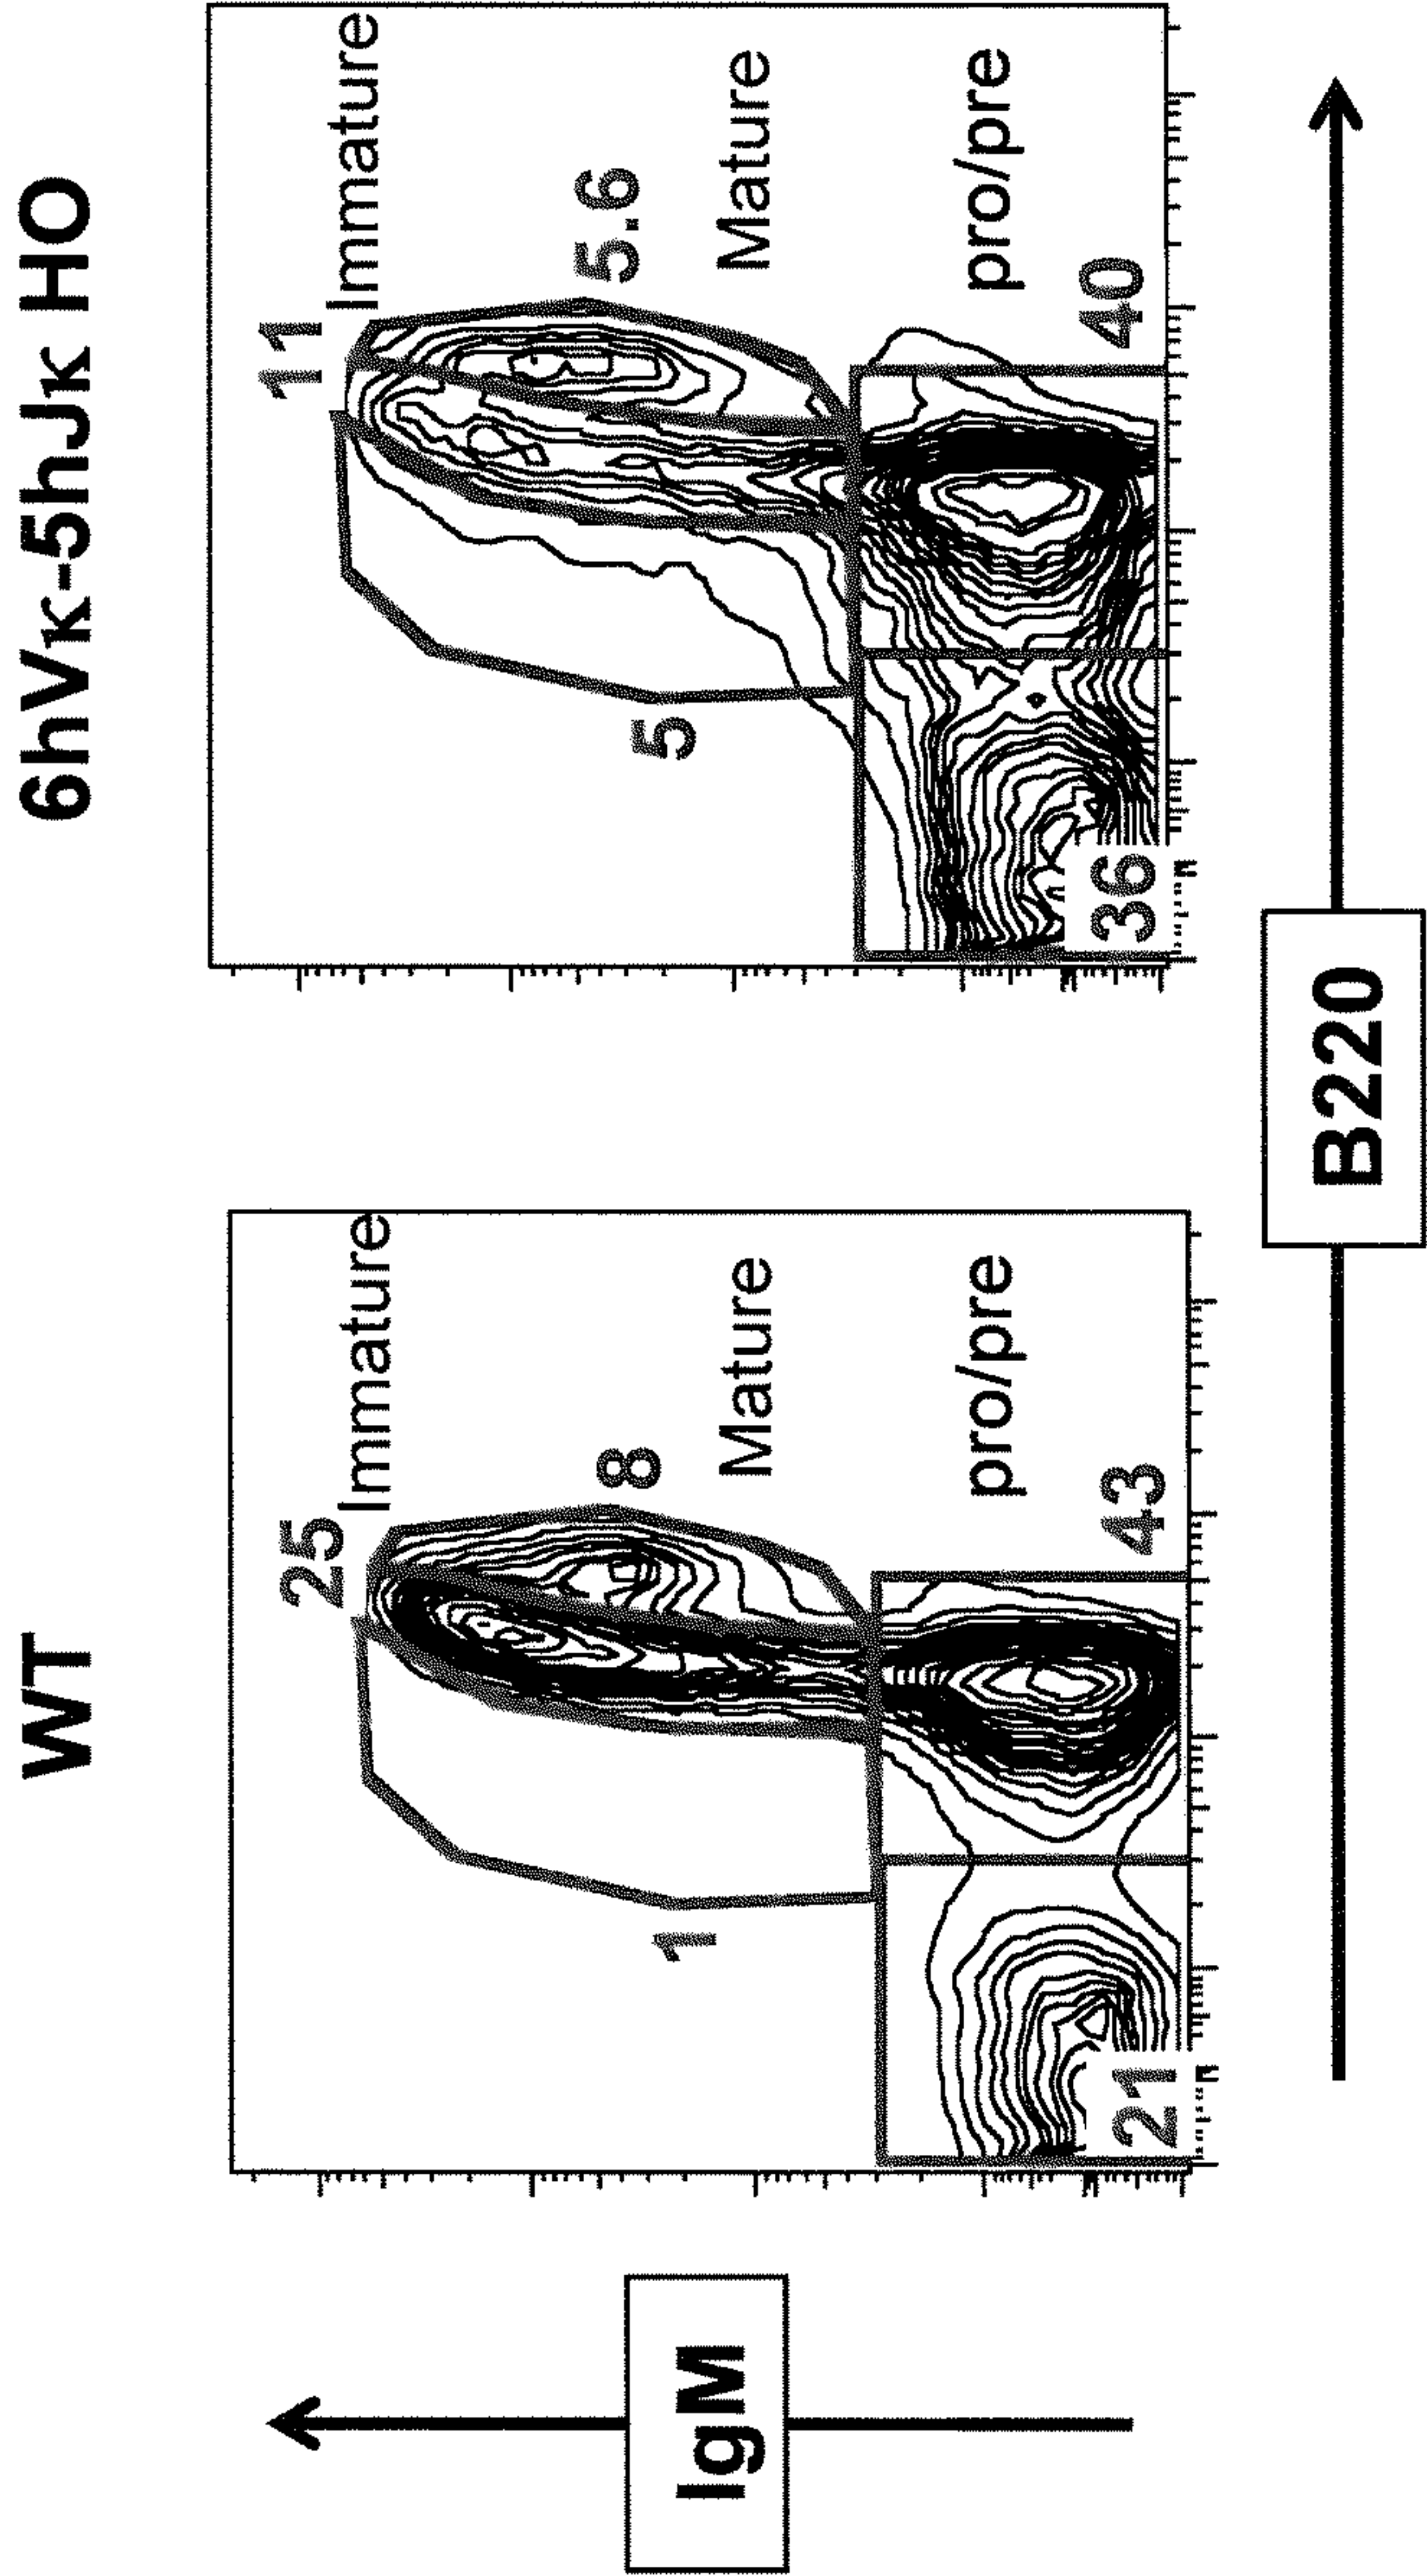 WT
6hVκ-5hJκ HO
25
Immature
8
Mature
1
pro/pre
43
21
11
Immature
5.6
Mature
5
pro/pre
40
36
IgM
B220